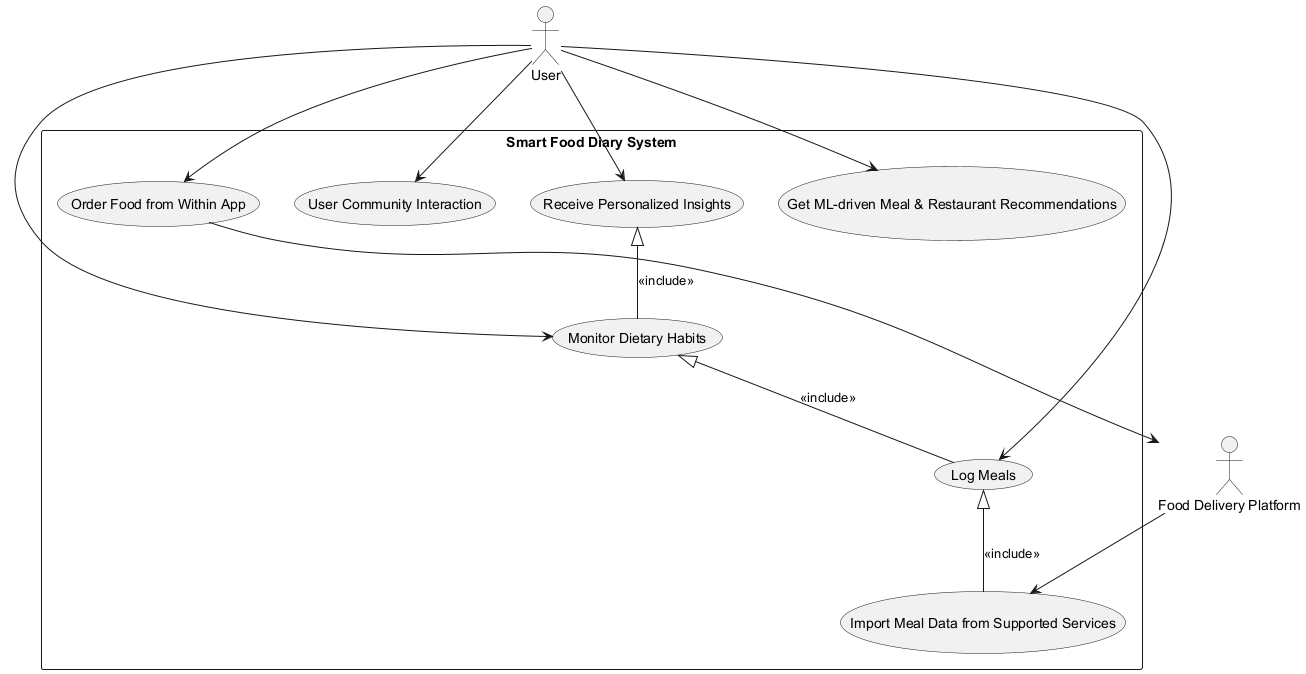 User
Smart Food Diary System
Order Food from Within App
User Community Interaction
Receive Personalized Insights
Get ML-driven Meal & Restaurant Recommendations
«include»
Monitor Dietary Habits
«include»
Log Meals
Food Delivery Platform
«include»
Import Meal Data from Supported Services